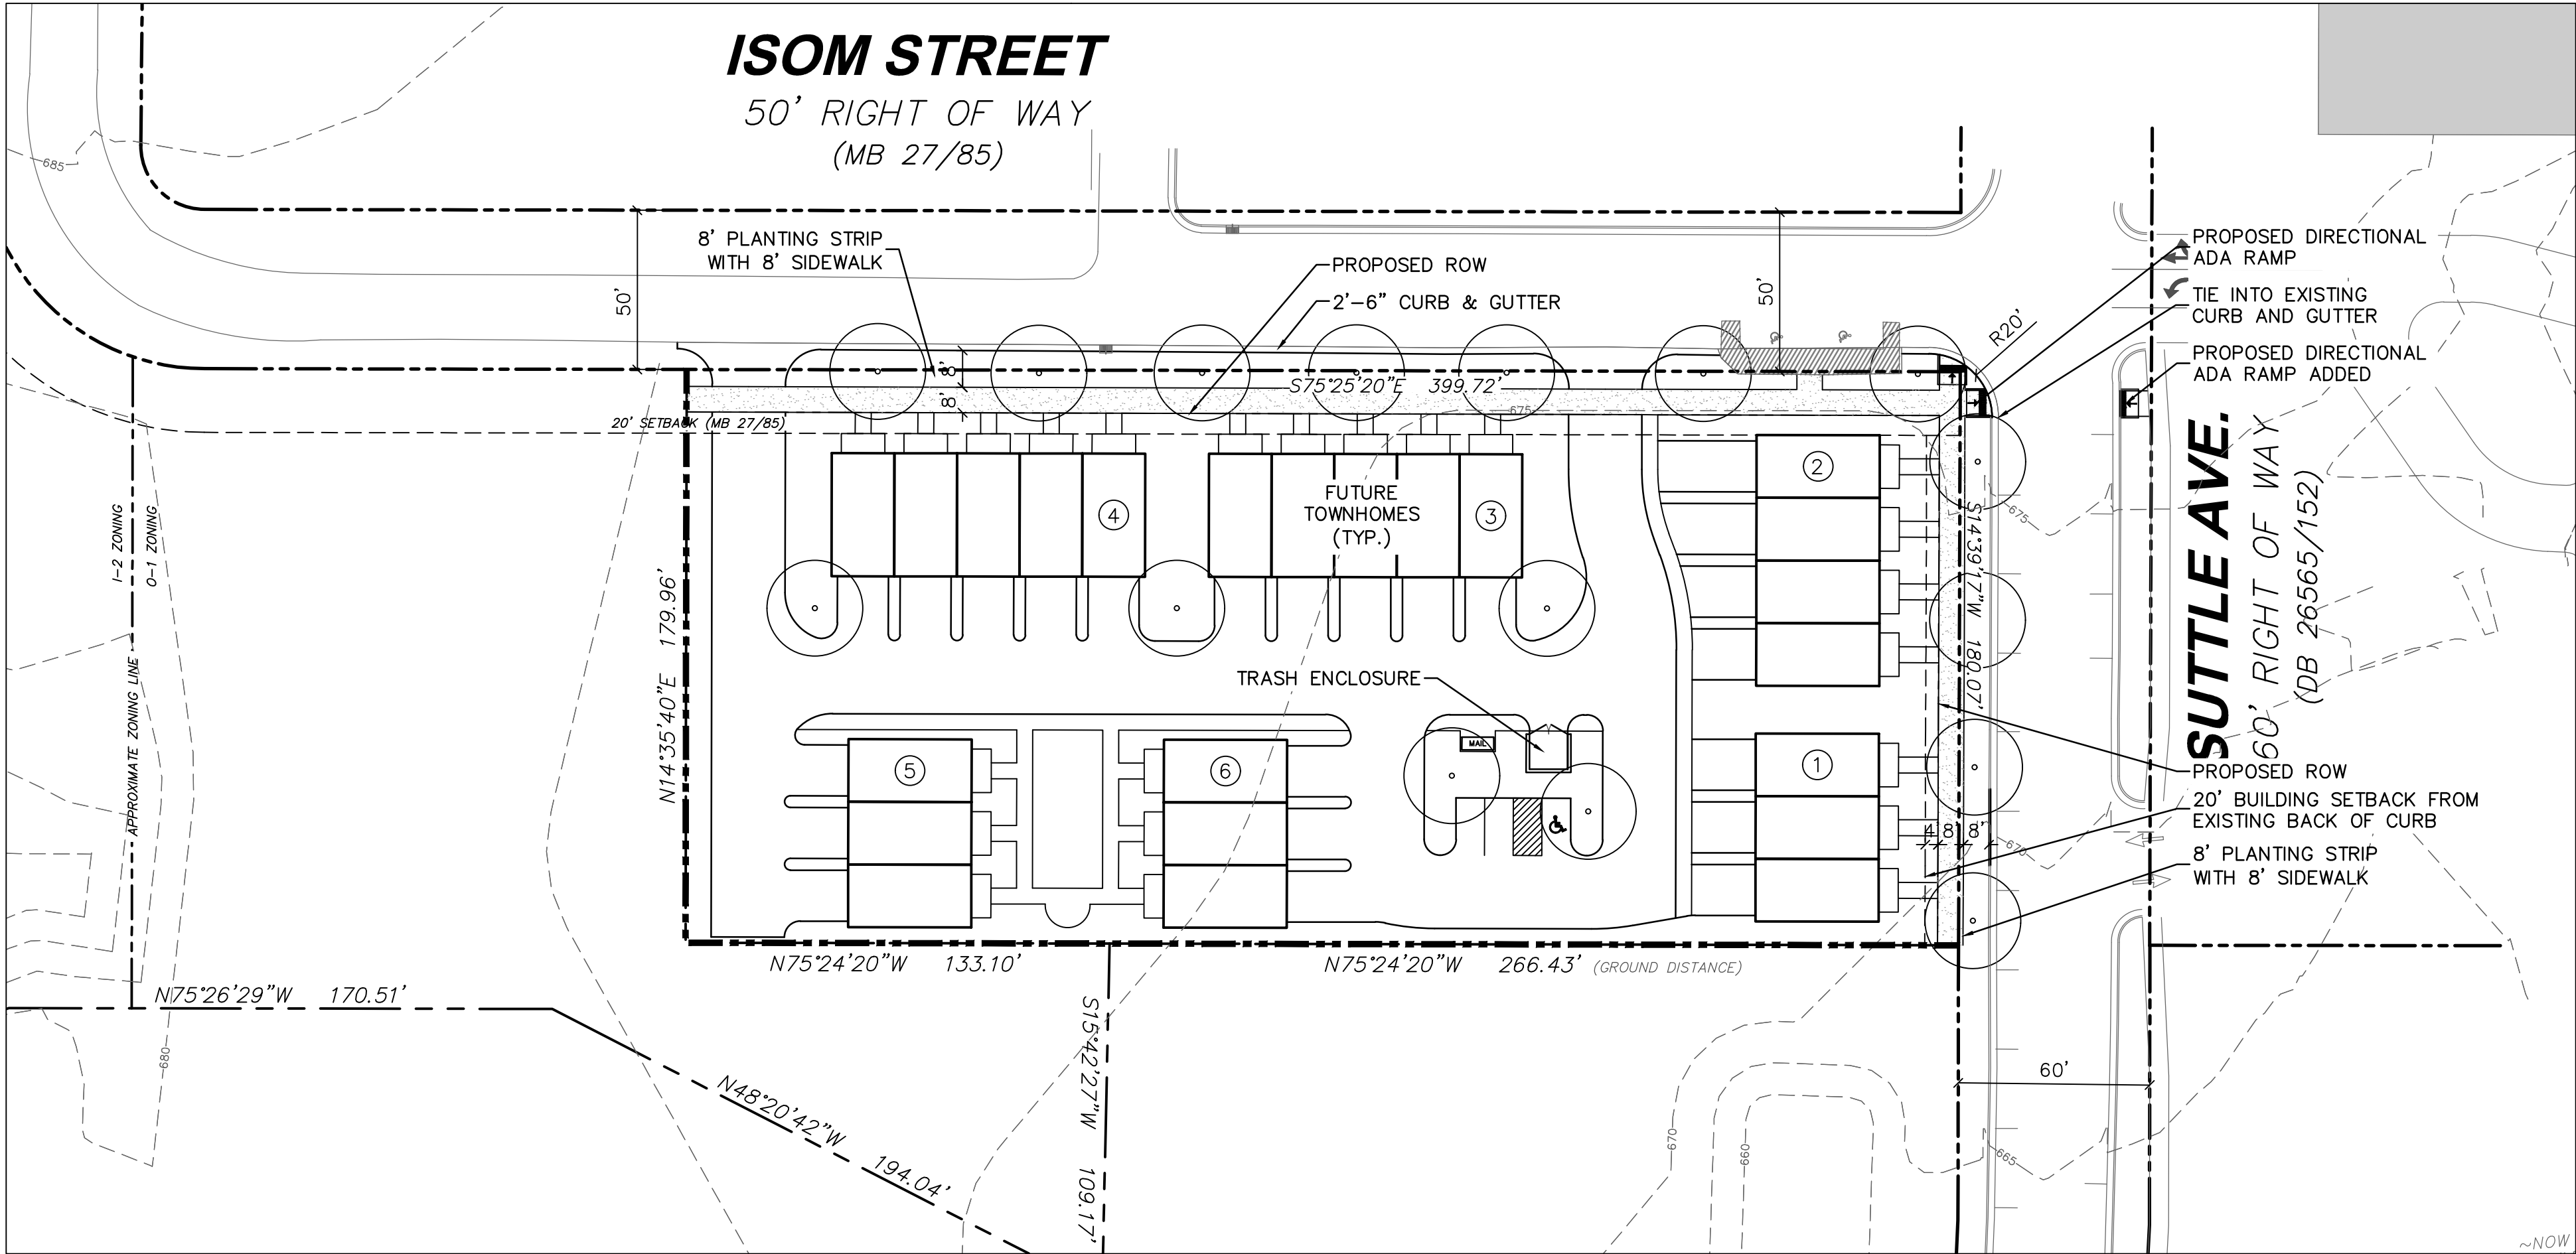 ISOM STREET
50' RIGHT OF WAY
(MB 27/85)
685
8' PLANTING STRIP
WITH 8' SIDEWALK
PROPOSED ROW
2'-6" CURB & GUTTER
50'
50'
R20'
PROPOSED DIRECTIONAL
ADA RAMP
TIE INTO EXISTING
CURB AND GUTTER
PROPOSED DIRECTIONAL
ADA RAMP ADDED
8'
8'
S75°25'20"E 399.72'
675
20' SETBACK (MB 27/85)
I-2 ZONING
O-1 ZONING
APPROXIMATE ZONING LINE
N14°35'40"E 179.96'
4
FUTURE
TOWNHOMES
(TYP.)
3
2
675
S14°39'17"W 180.07'
SUTTLE AVE.
60' RIGHT OF WAY
(DB 26565/152)
TRASH ENCLOSURE
MAIL
5
6
1
PROPOSED ROW
20' BUILDING SETBACK FROM
EXISTING BACK OF CURB
4' 8' 8'
670
8' PLANTING STRIP
WITH 8' SIDEWALK
N75°24'20"W 133.10'
N75°24'20"W 266.43' (GROUND DISTANCE)
N75°26'29"W 170.51'
680
N48°20'42"W 194.04'
S15°42'27"W 109.17'
60'
670
660
665
~NOW